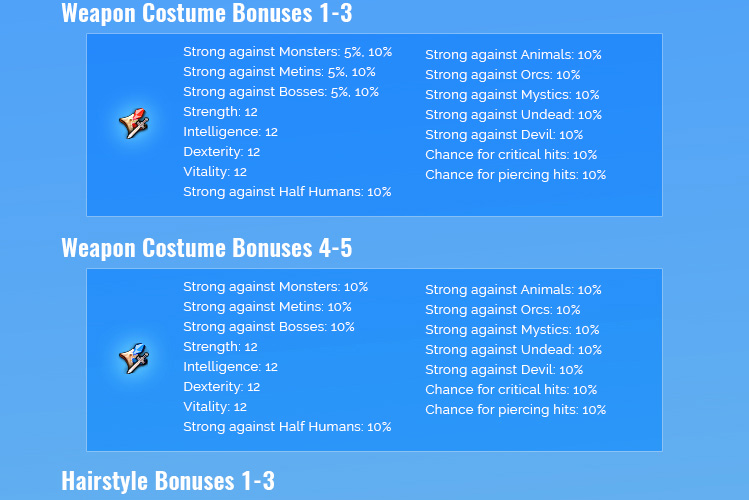 Weapon Costume Bonuses 1-3
Strong against Monsters: 5%, 10%
Strong against Metins: 5%, 10%
Strong against Bosses: 5%, 10%
Strength: 12
Intelligence: 12
Dexterity: 12
Vitality: 12
Strong against Half Humans: 10%
Strong against Animals: 10%
Strong against Orcs: 10%
Strong against Mystics: 10%
Strong against Undead: 10%
Strong against Devil: 10%
Chance for critical hits: 10%
Chance for piercing hits: 10%
Weapon Costume Bonuses 4-5
Strong against Monsters: 10%
Strong against Metins: 10%
Strong against Bosses: 10%
Strength: 12
Intelligence: 12
Dexterity: 12
Vitality: 12
Strong against Half Humans: 10%
Strong against Animals: 10%
Strong against Orcs: 10%
Strong against Mystics: 10%
Strong against Undead: 10%
Strong against Devil: 10%
Chance for critical hits: 10%
Chance for piercing hits: 10%
Hairstyle Bonuses 1-3